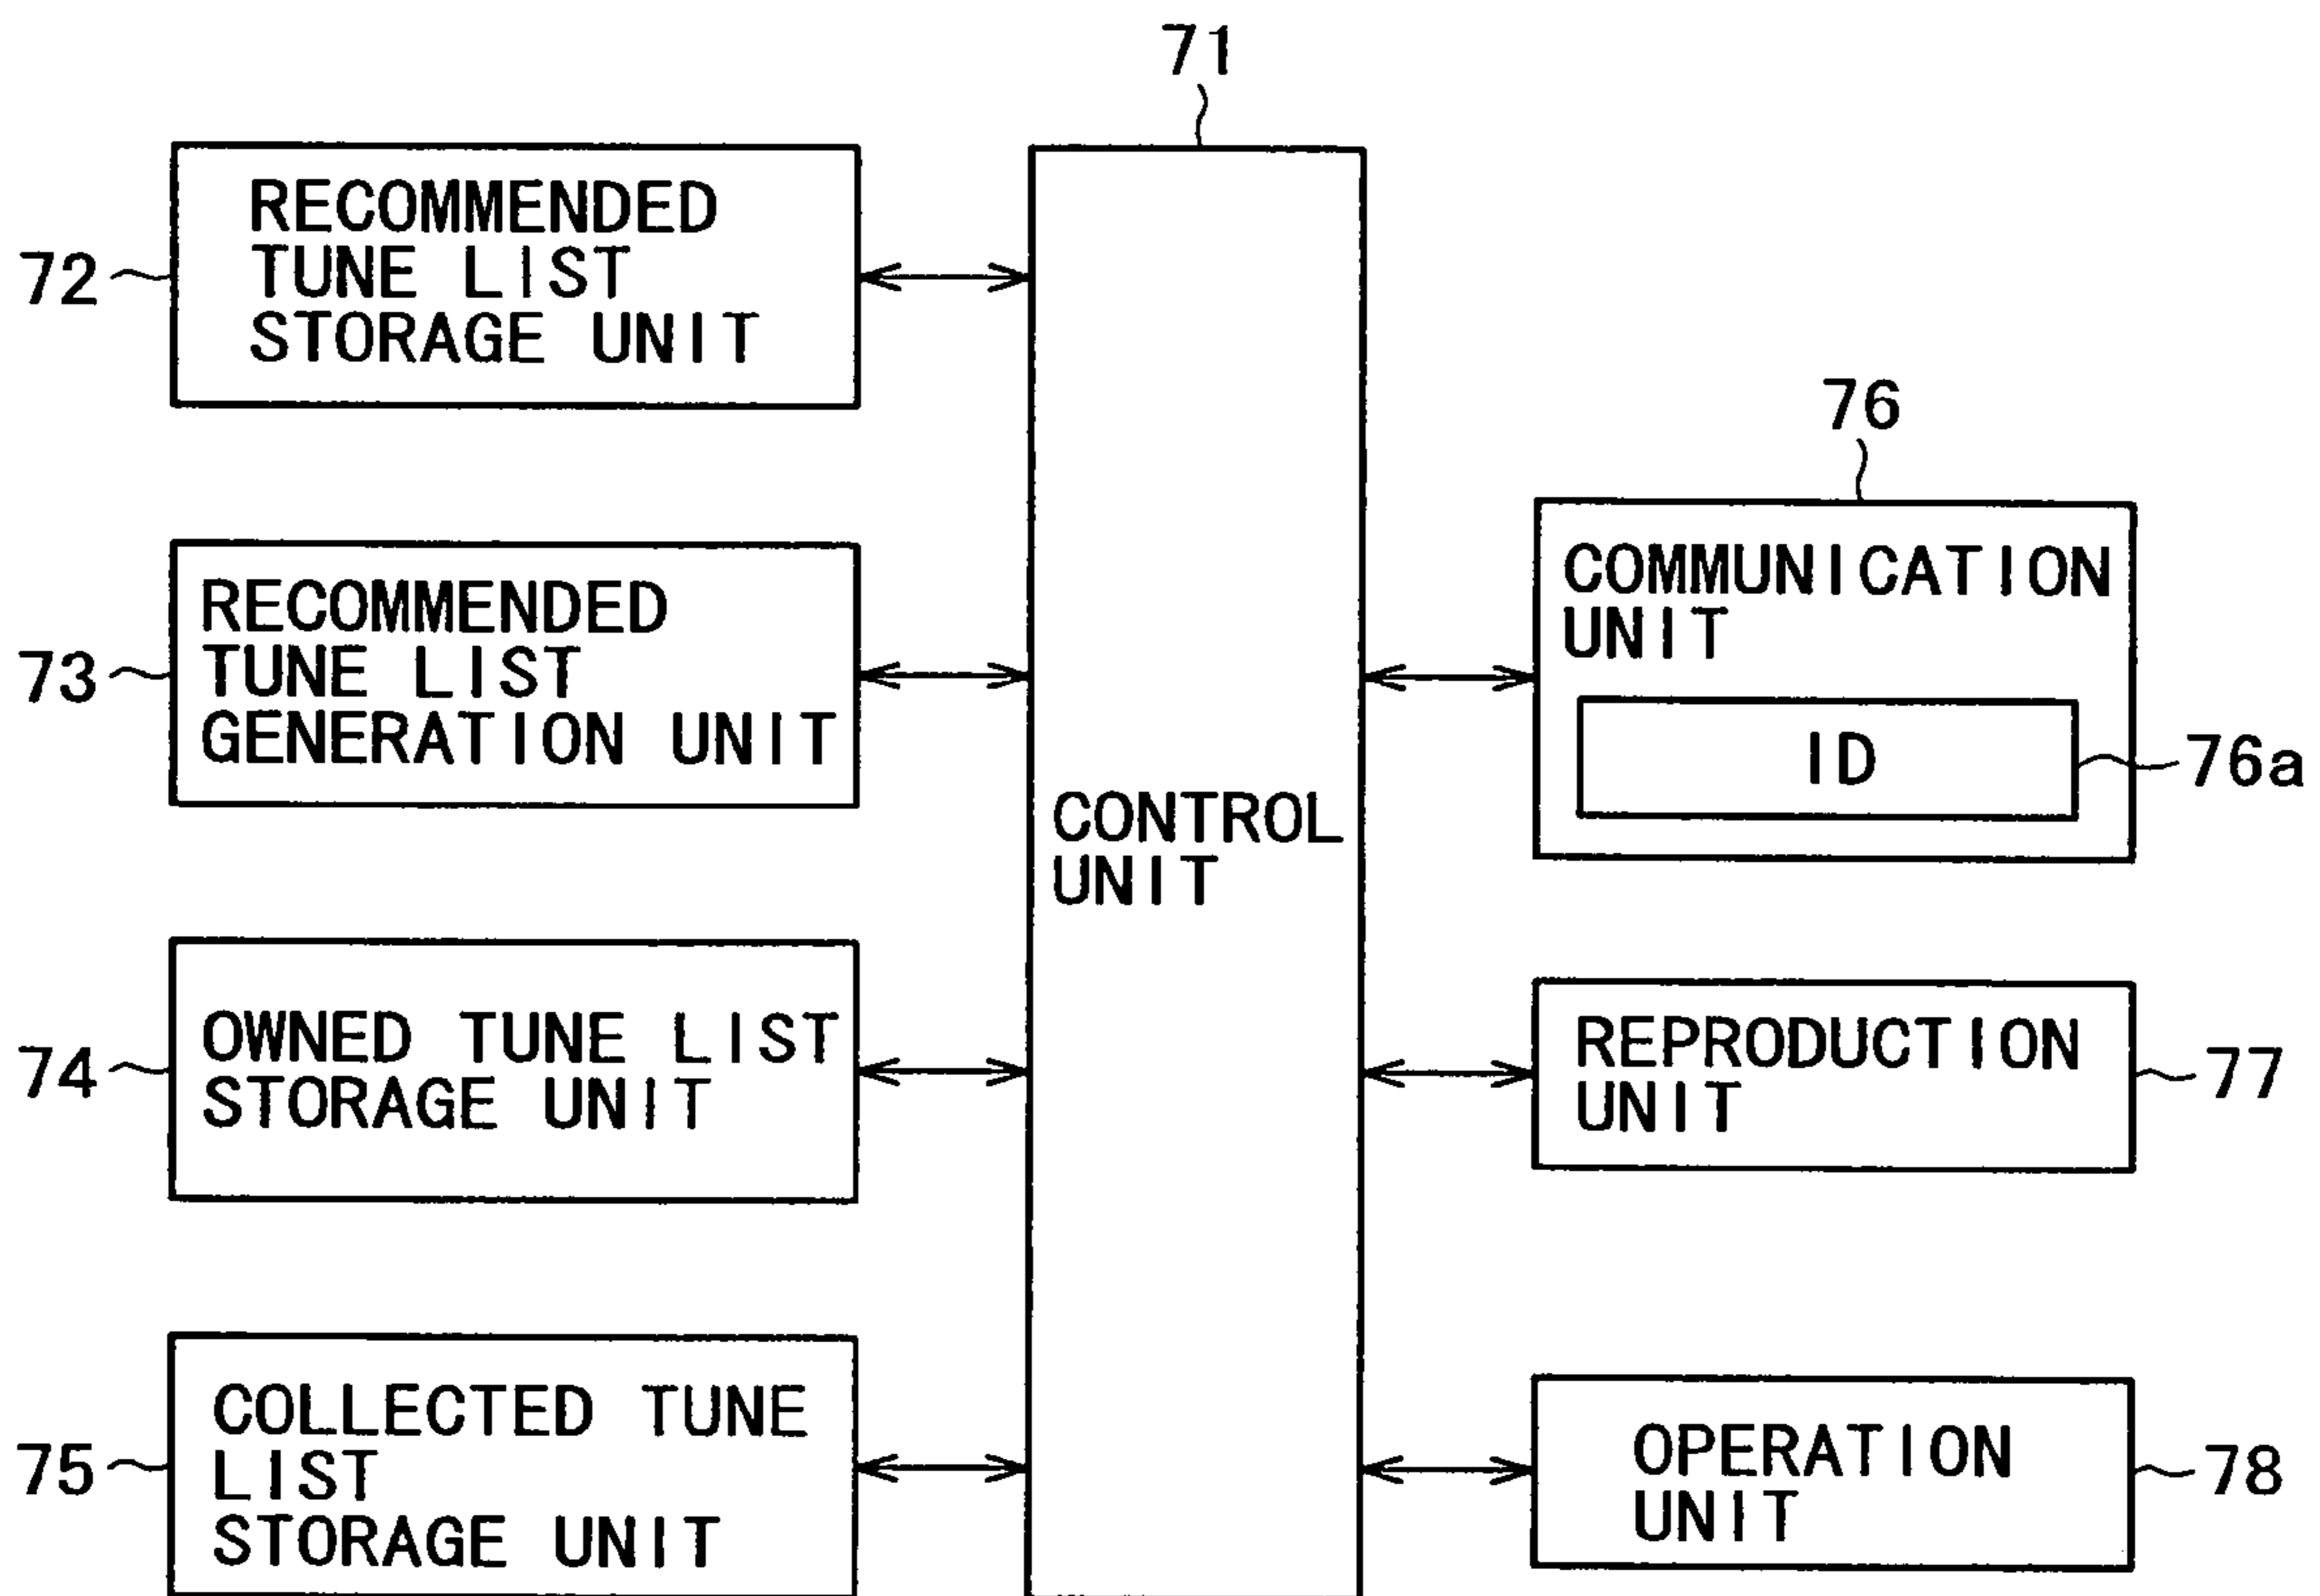 71
72
RECOMMENDED
TUNE LIST
STORAGE UNIT
73
RECOMMENDED
TUNE LIST
GENERATION UNIT
74
OWNED TUNE LIST
STORAGE UNIT
75
COLLECTED TUNE
LIST
STORAGE UNIT
CONTROL
UNIT
76
COMMUNICATION
UNIT
ID
76a
REPRODUCTION
UNIT
77
OPERATION
UNIT
78